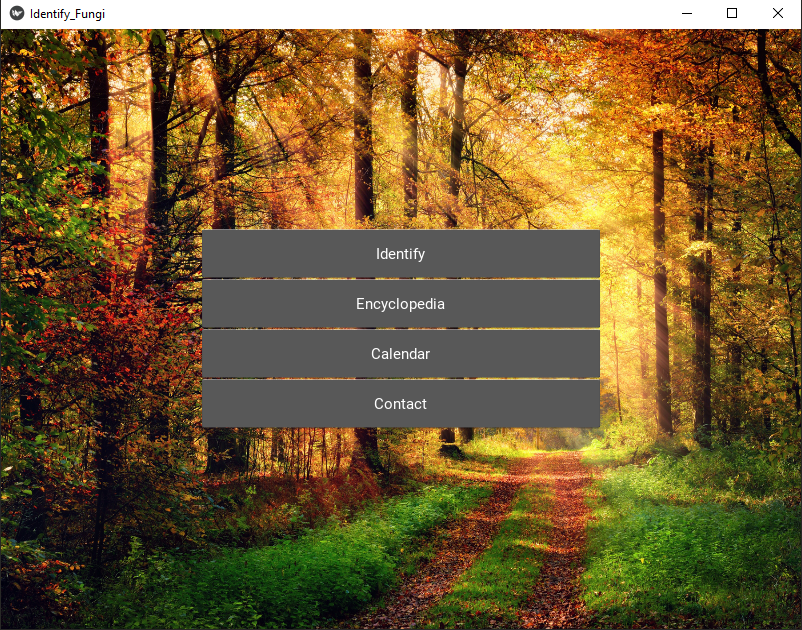 Identify_Fungi
Identify
Encyclopedia
Calendar
Contact